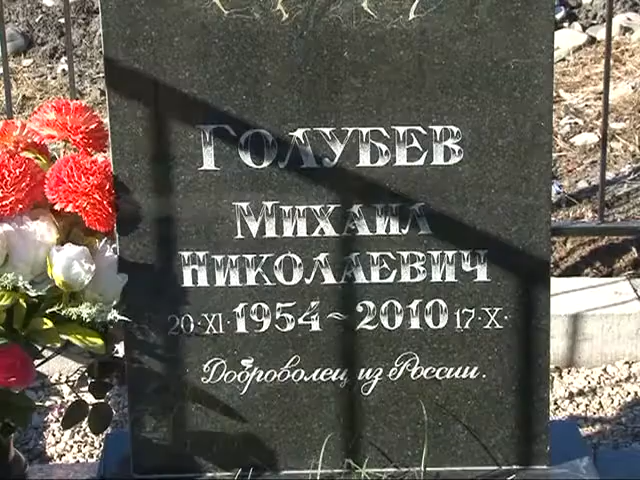 ГОЛУБЕВ
МИХАИЛ
НИКОЛАЕВИЧ
20·XI·1954~2010 17·X·
Доброволец из России.